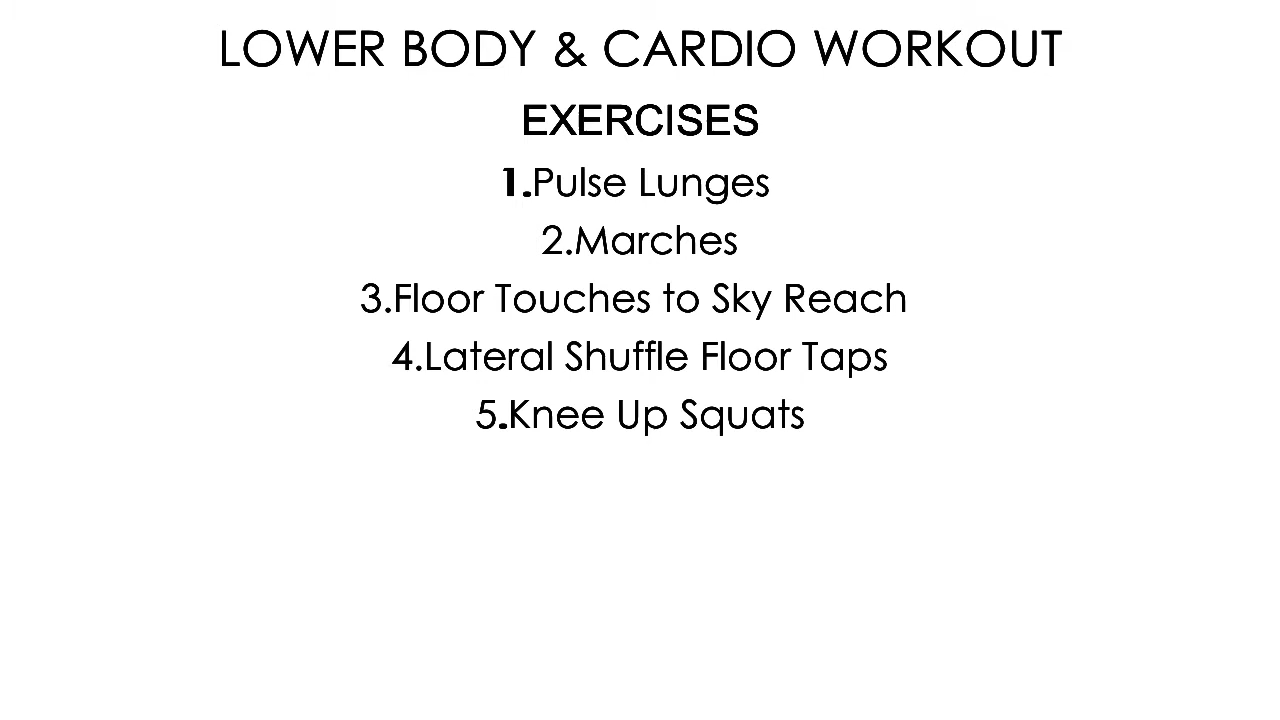 LOWER BODY & CARDIO WORKOUT
EXERCISES
1.Pulse Lunges
2.Marches
3.Floor Touches to Sky Reach
4.Lateral Shuffle Floor Taps
5.Knee Up Squats